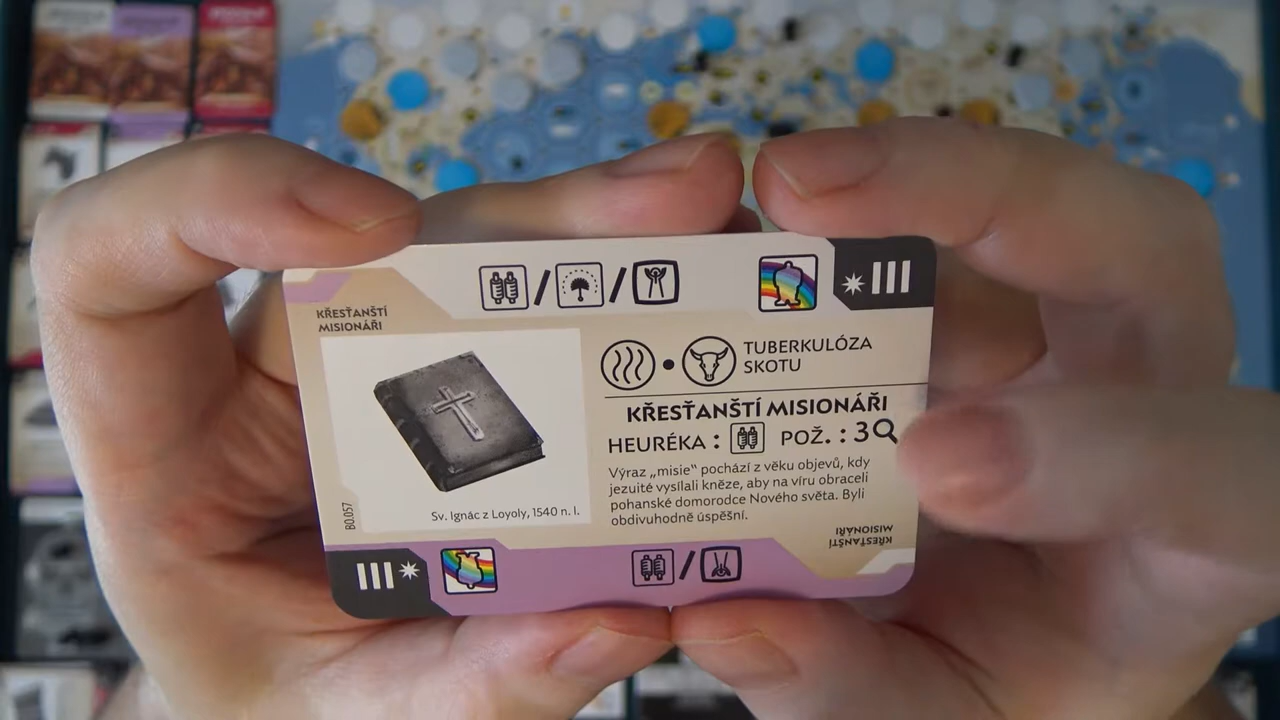 III
KŘESŤANŠTÍ
MISIONÁŘI
TUBERKULÓZA
SKOTU
KŘESŤANŠTÍ MISIONÁŘI
HEURÉKA : POŽ. : 3
Výraz „misie“ pochází z věku objevů, kdy
jezuité vysílali kněze, aby na víru obraceli
pohanské domorodce Nového světa. Byli
obdivuhodně úspěšní.
Sv. Ignác z Loyoly, 1540 n. l.
B0.057
KŘESŤANŠTÍ
MISIONÁŘI
III